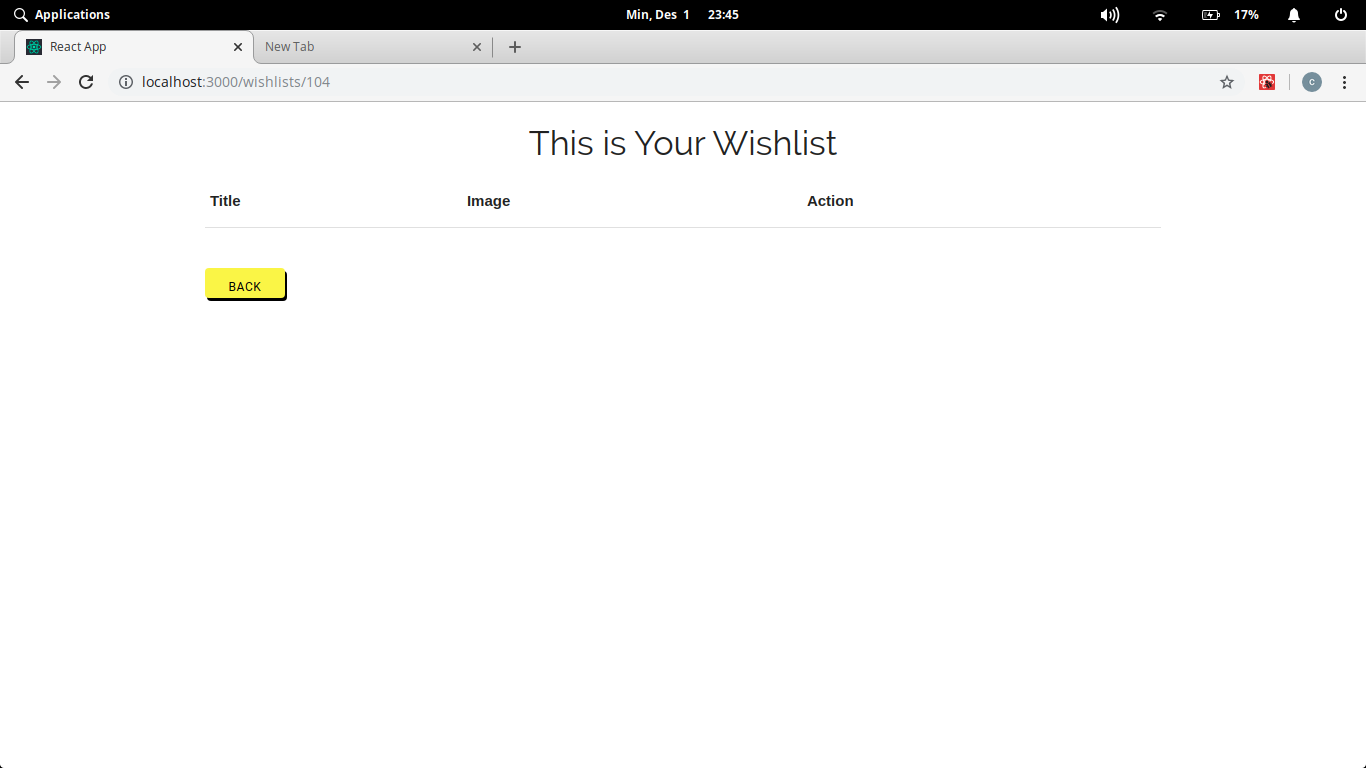 Applications
Min, Des 1 23:45
17%
React App
New Tab
localhost:3000/wishlists/104
c
This is Your Wishlist
Title Image Action
BACK